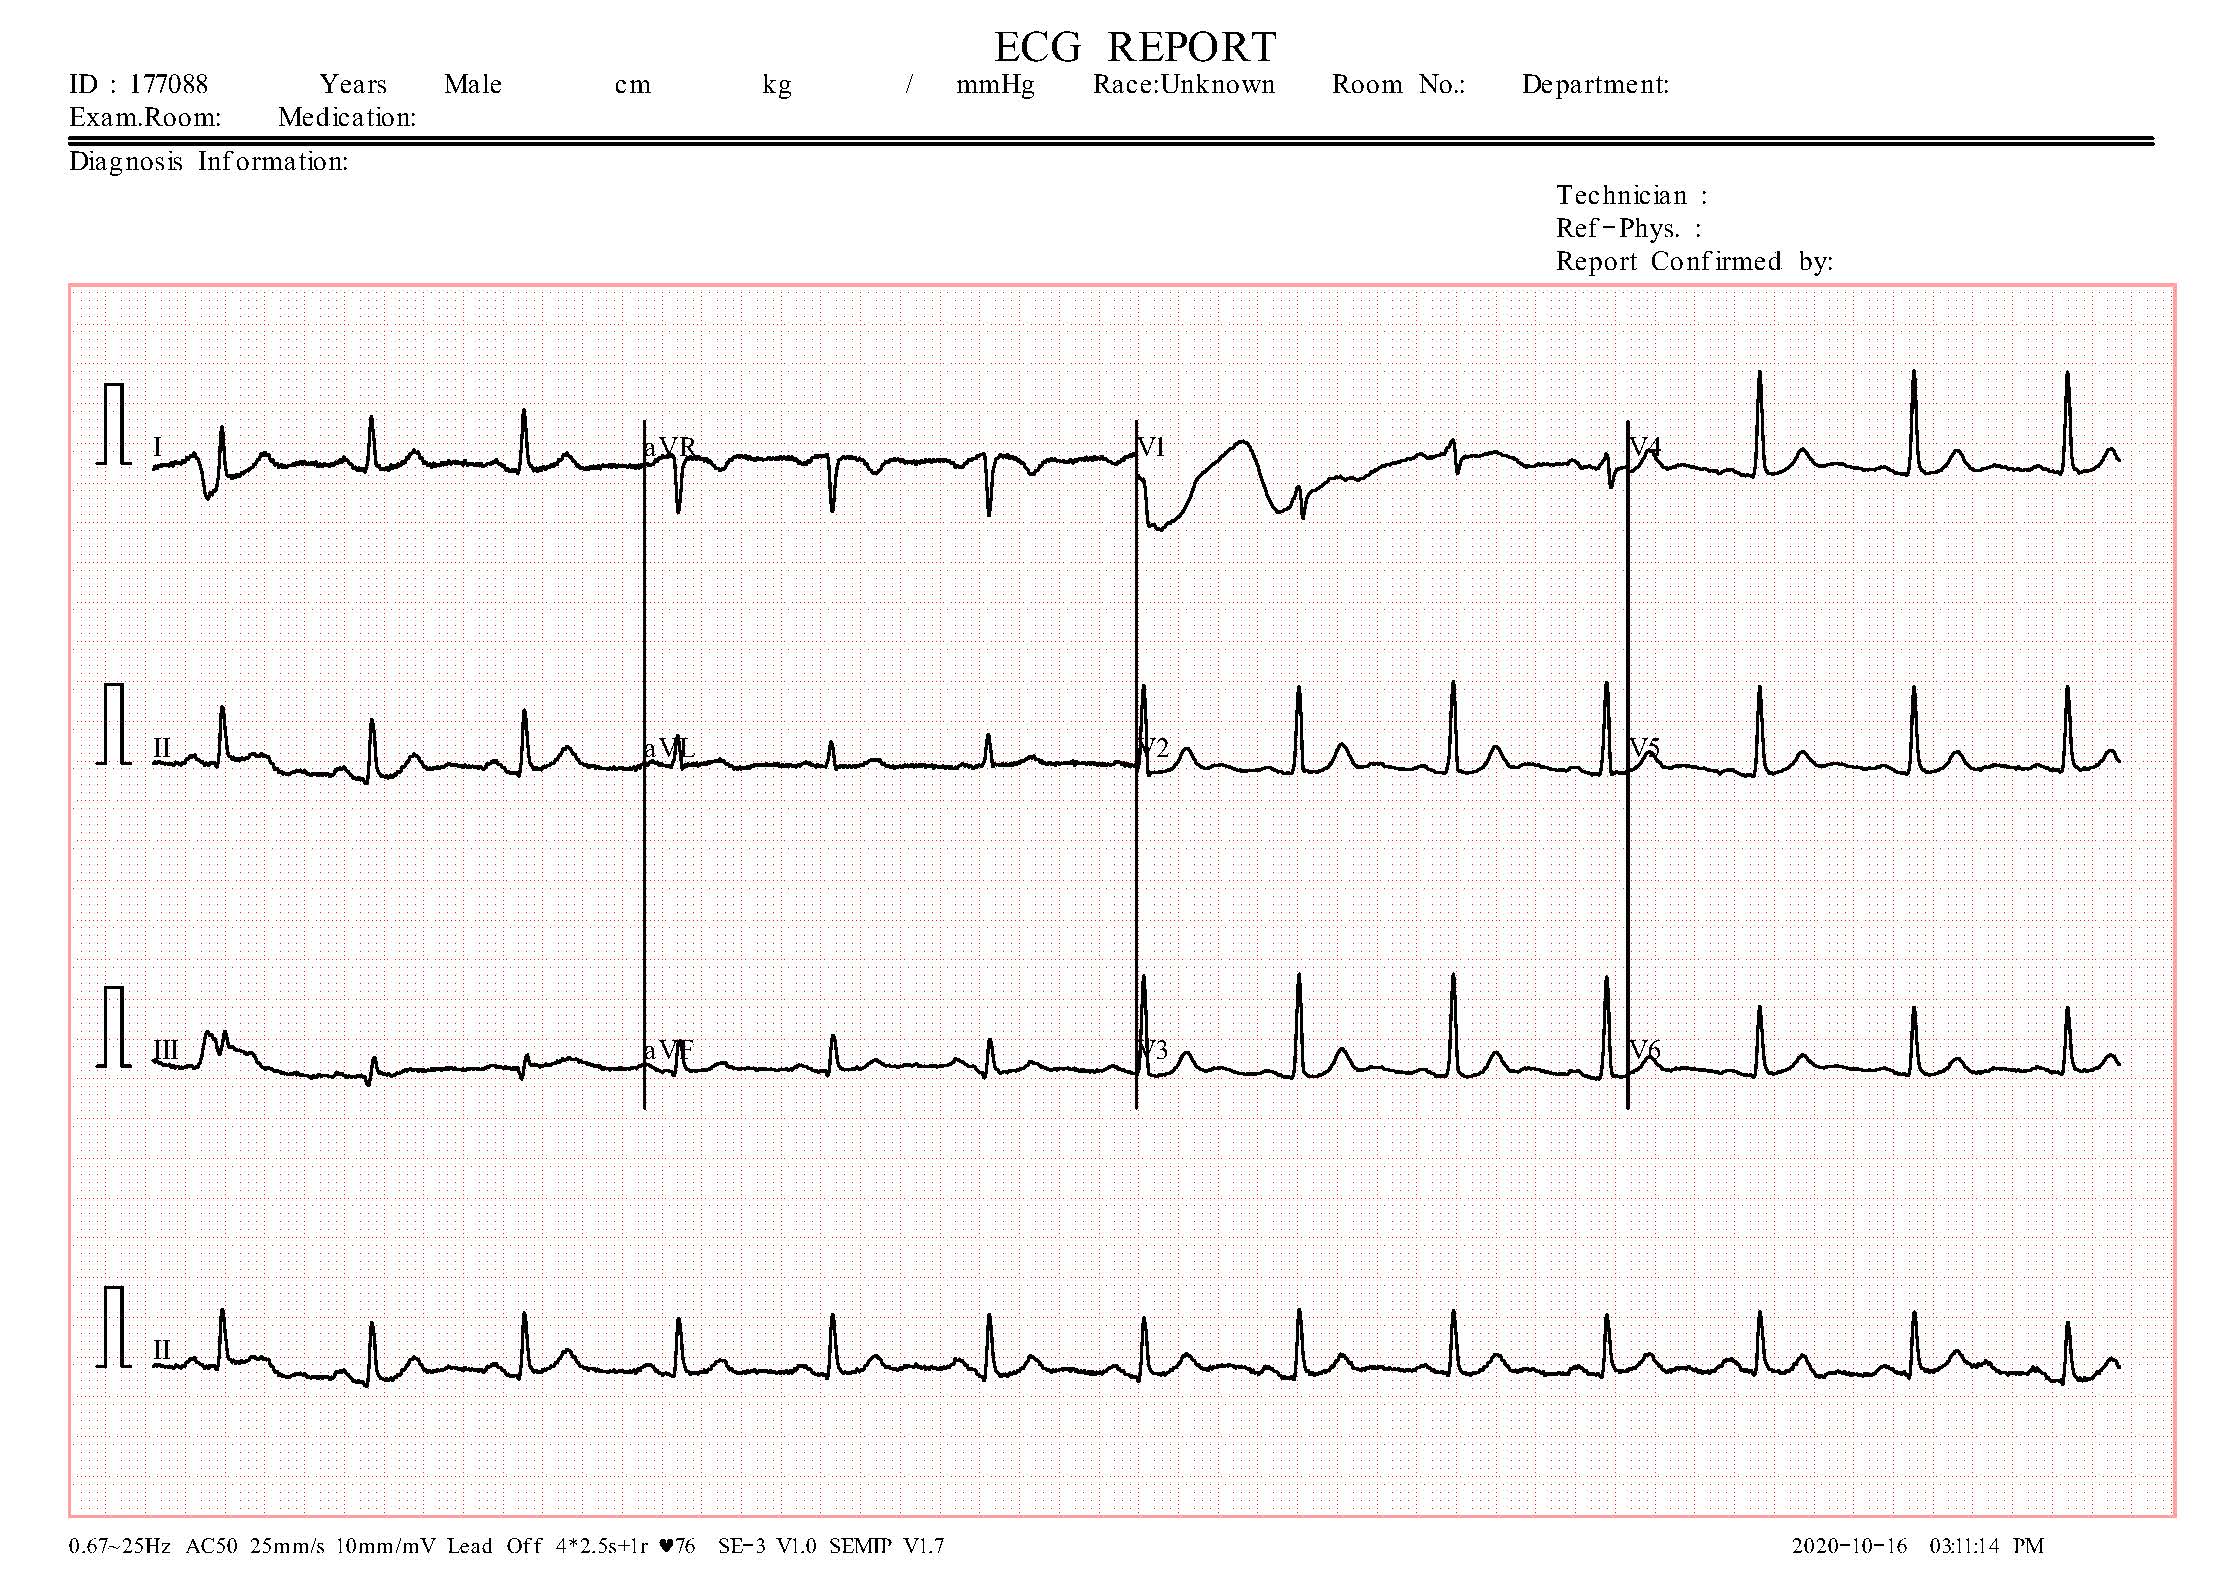 ECG REPORT
ID : 177088 Years Male cm kg / mmHg Race:Unknown Room No.: Department:
Exam.Room: Medication:
Diagnosis Information:
Technician :
Ref-Phys. :
Report Confirmed by:
I aVR V1 V4
II aVL V2 V5
III aVF V3 V6
II
0.67~25Hz AC50 25mm/s 10mm/mV Lead Off 4*2.5s+1r ♥76 SE-3 V1.0 SEMIP V1.7 2020-10-16 03:11:14 PM